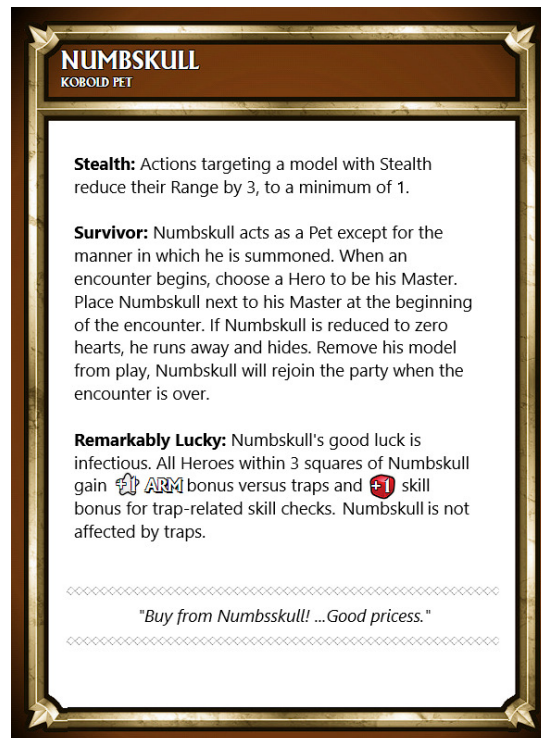 NUMBSKULL
KOBOLD PET
Stealth: Actions targeting a model with Stealth
reduce their Range by 3, to a minimum of 1.
Survivor: Numbskull acts as a Pet except for the
manner in which he is summoned. When an
encounter begins, choose a Hero to be his Master.
Place Numbskull next to his Master at the beginning
of the encounter. If Numbskull is reduced to zero
hearts, he runs away and hides. Remove his model
from play, Numbskull will rejoin the party when the
encounter is over.
Remarkably Lucky: Numbskull's good luck is
infectious. All Heroes within 3 squares of Numbskull
gain +1 ARM bonus versus traps and +1 skill
bonus for trap-related skill checks. Numbskull is not
affected by traps.
"Buy from Numbsskull! ...Good pricess."